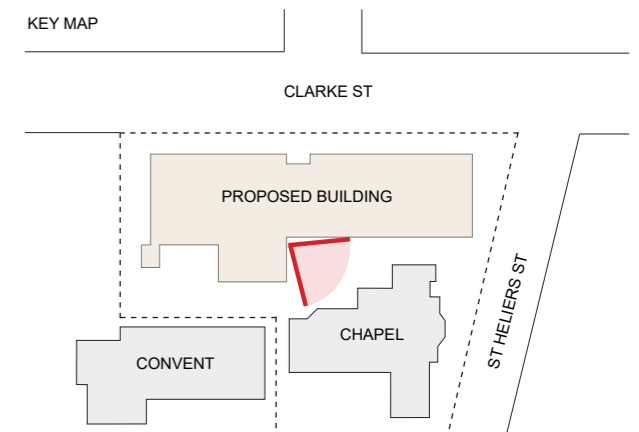 KEY MAP
CLARKE ST
PROPOSED BUILDING
ST HELIERS ST
CHAPEL
CONVENT